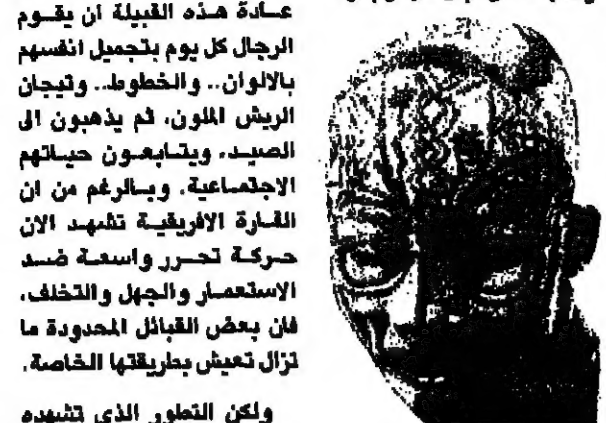 عادة هذه القبيلة ان يقوم
الرجال كل يوم بتجميل انفسهم
بالالوان.. والخطوط.. وتيجان
الريش الملون، ثم يذهبون الى
الصيد، ويتابعون حياتهم
الاجتماعية. وبالرغم من ان
القارة الافريقية تشهد الان
حركة تحرر واسعة ضد
الاستعمار والجهل والتخلف،
فان بعض القبائل المحدودة ما
تزال تعيش بطريقتها الخاصة.
ولكن التطور الذي تشهده